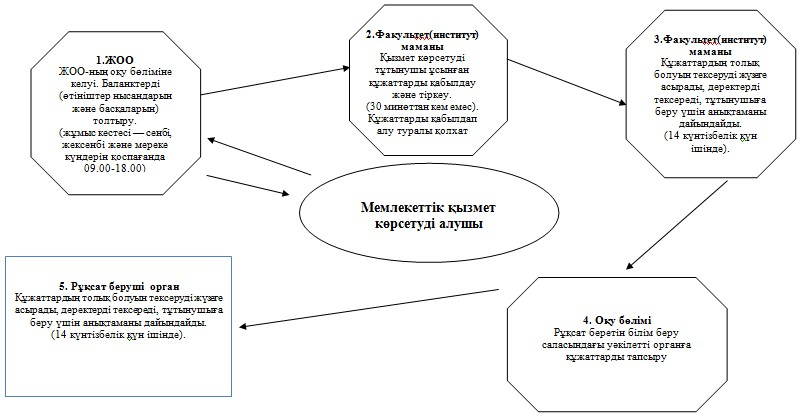 1.ЖОО
ЖОО-ның оқу бөліміне
келуі. Баланктерді
(өтініштер нысандарын
және басқаларын)
толтыру.
(жұмыс кестесі — сенбі,
жексенбі және мереке
күндерін қоспағанда
09.00-18.00)
2.Факультет(институт)
маманы
Қызмет көрсетуді
тұтынушы ұсынған
құжаттарды қабылдау
және тіркеу.
(30 минөттан кем емес).
Құжаттарды қабылдап
алу туралы қолхат
3.Факультет(институт)
маманы
Құжаттардың толық
болуын тексеруді жүзеге
асырады, деректерді
тексереді, тұтынушыға
беру үшін анықтаманы
дайындайды.
(14 күнтізбелік күн
ішінде).
Мемлекеттік қызмет
көрсетуді алушы
4. Оқу бөлімі
Рұқсат беретін білім беру
саласындағы уәкілетті органға
құжаттарды тапсыру
5. Рұқсат беруші орган
Құжаттардың толық болуын тексеруді жүзеге
асырады, деректерді тексереді, тұтынушыға
беру үшін анықтаманы дайындайды.
(14 күнтізбелік күн ішінде).